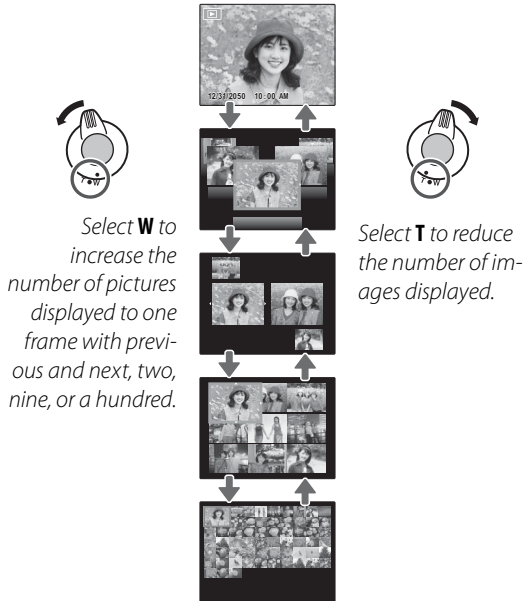 12/31/2050 10:00 AM
Select W to
increase the
number of pictures
displayed to one
frame with previ-
ous and next, two,
nine, or a hundred.
Select T to reduce
the number of im-
ages displayed.